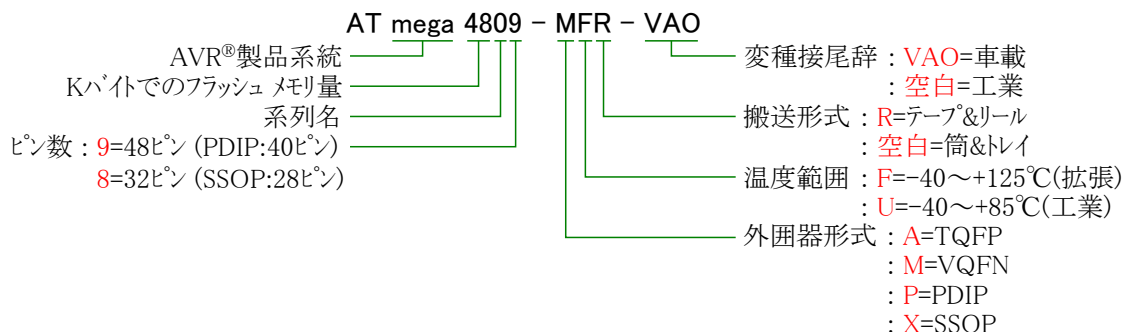 AT mega 4809 - MFR - VAO
AVR®製品系統
Kバイトでのフラッシュ メモリ量
系列名
ピン数 : 9=48ピン (PDIP:40ピン)
8=32ピン (SSOP:28ピン)
変種接尾辞 : VAO=車載
: 空白=工業
搬送形式 : R=テープ&リール
: 空白=筒&トレイ
温度範囲 : F=-40～+125℃(拡張)
: U=-40～+85℃(工業)
外囲器形式 : A=TQFP
: M=VQFN
: P=PDIP
: X=SSOP